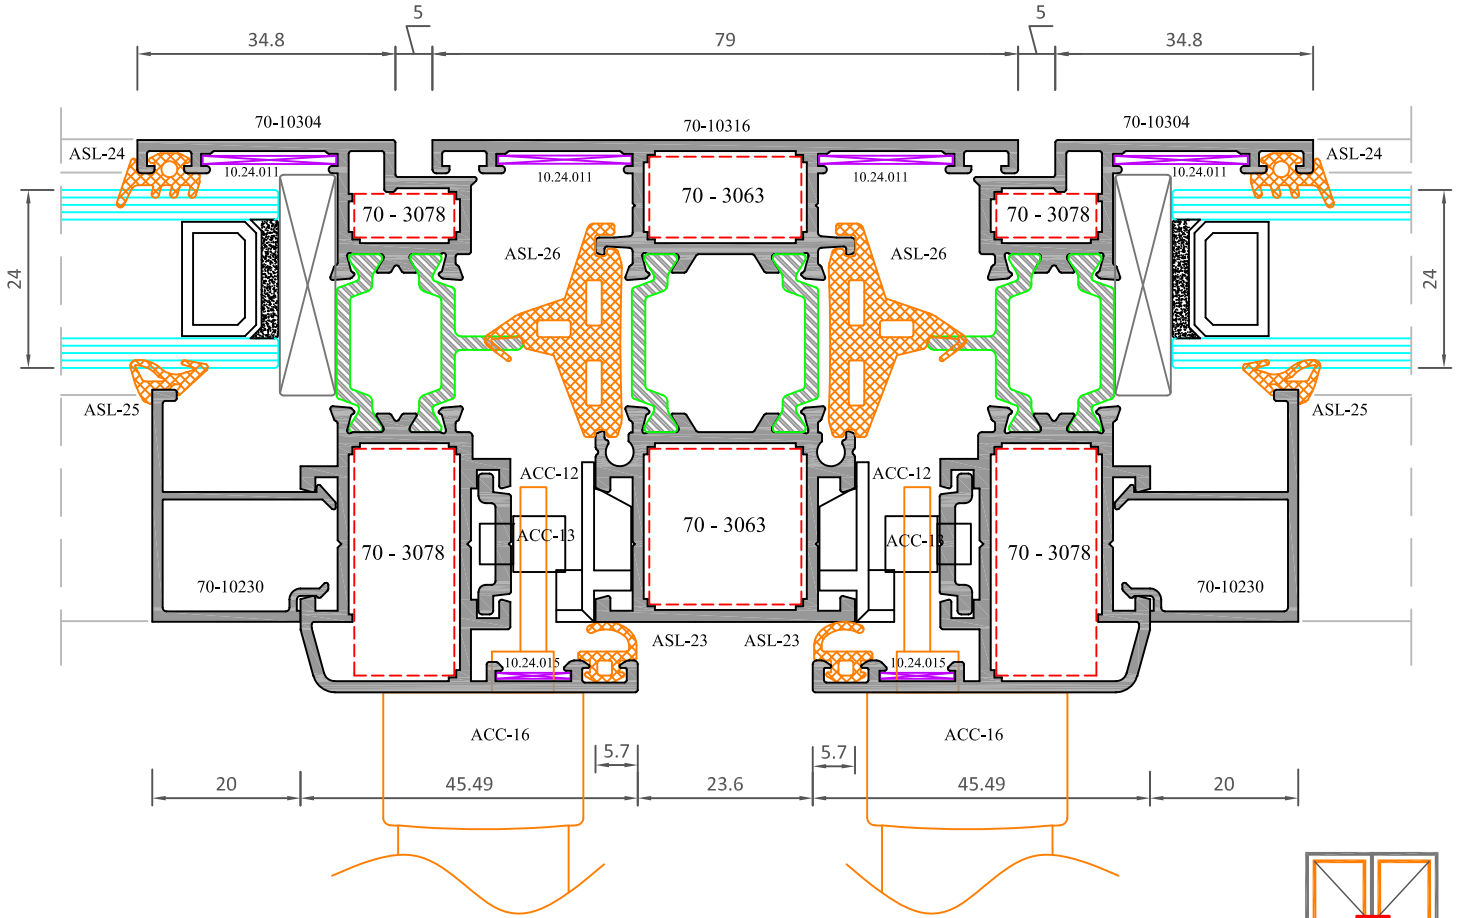 5 5
34.8 79 34.8
70-10304 70-10316 70-10304
ASL-24 ASL-24
10.24.011 10.24.011 10.24.011 10.24.011
70 - 3078 70 - 3063 70 - 3078
ASL-26 ASL-26
24 24
ASL-25 ASL-25
ACC-12 ACC-12
70 - 3078 ACC-13 70 - 3063 ACC-13 70 - 3078
70-10230 70-10230
ASL-23 ASL-23
10.24.015 10.24.015
ACC-16 ACC-16
5.7 5.7
20 45.49 23.6 45.49 20